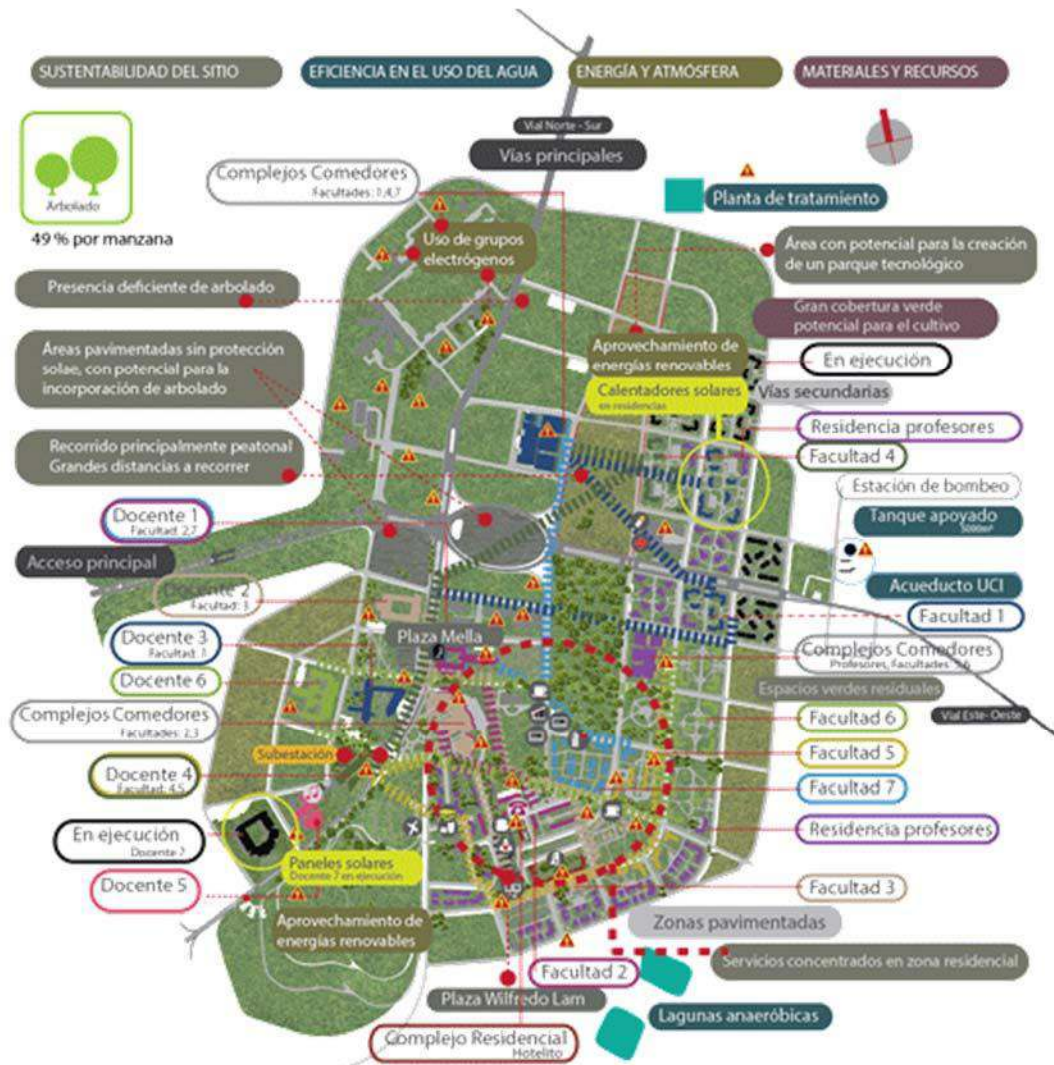 SUSTENTABILIDAD DEL SITIO
EFICIENCIA EN EL USO DEL AGUA
ENERGÍA Y ATMÓSFERA
MATERIALES Y RECURSOS
Arbolado
49 % por manzana
Vial Norte - Sur
Vías principales
Complejos Comedores
Facultades: 1,4,7
Planta de tratamiento
Uso de grupos
electrógenos
Área con potencial para la creación
de un parque tecnológico
Presencia deficiente de arbolado
Gran cobertura verde
potencial para el cultivo
Áreas pavimentadas sin protección
solae, con potencial para la
incorporación de arbolado
Aprovechamiento de
energías renovables
En ejecución
Calentadores solares
en residencias
Vías secundarias
Residencia profesores
Recorrido principalmente peatonal
Grandes distancias a recorrer
Facultad 4
Estación de bombeo
Tanque apoyado
5000m³
Docente 1
Facultad: 2,7
Acceso principal
Acueducto UCI
Docente 2
Facultad: 3
Facultad 1
Docente 3
Facultad: 1
Plaza Mella
Complejos Comedores
Profesores, Facultades
Docente 6
Espacios verdes residuales
Complejos Comedores
Facultades: 2,3
Facultad 6
Vial Este- Oeste
Subestación
Facultad 5
Docente 4
Facultad: 4,5
Facultad 7
En ejecución
Docente 7
Residencia profesores
Paneles solares
Docente 7 en ejecución
Docente 5
Facultad 3
Aprovechamiento de
energías renovables
Zonas pavimentadas
Servicios concentrados en zona residencial
Facultad 2
Plaza Wilfredo Lam
Lagunas anaeróbicas
Complejo Residencial
Hotelito